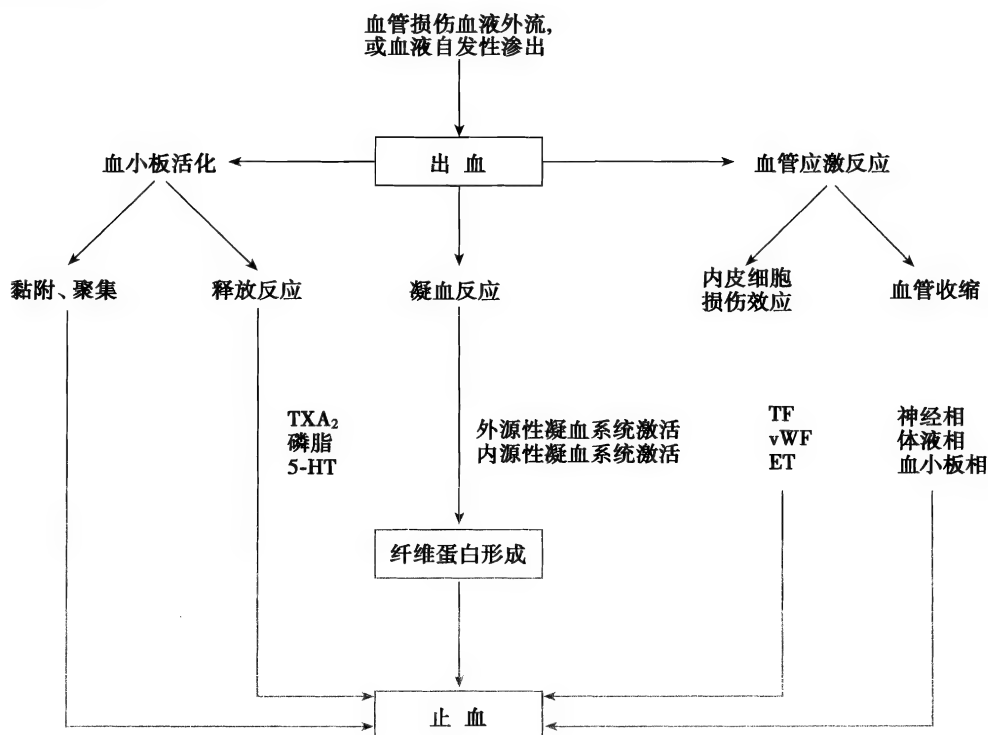 血管损伤血液外流,
或血液自发性渗出
血小板活化
出 血
血管应激反应
黏附、聚集
释放反应
凝血反应
内皮细胞
损伤效应
血管收缩
TXA₂
磷脂
5-HT
外源性凝血系统激活
内源性凝血系统激活
TF
vWF
ET
神经相
体液相
血小板相
纤维蛋白形成
止 血